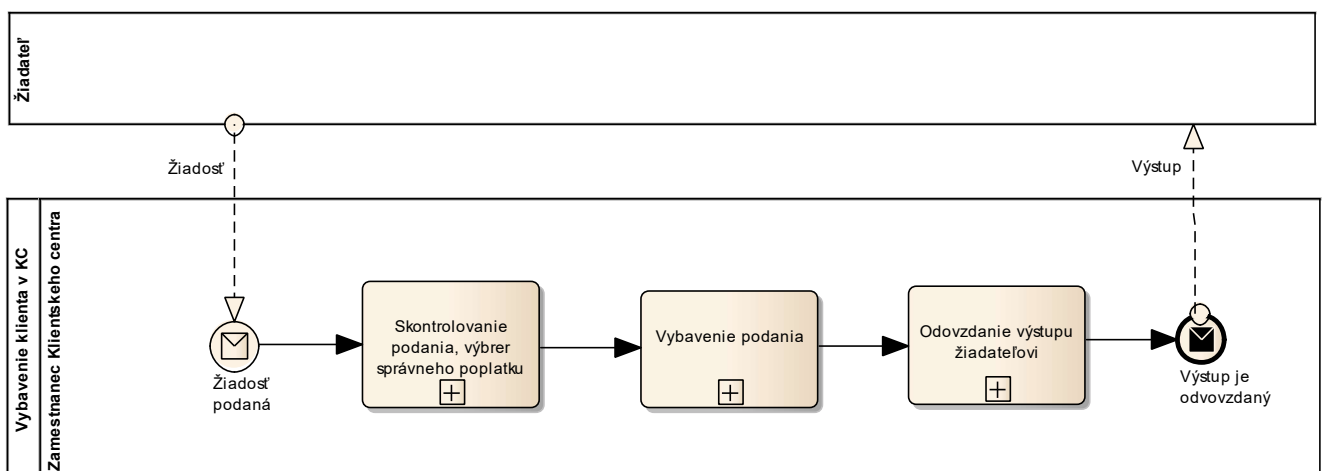 Žiadateľ
Žiadosť
Výstup
Vybavenie klienta v KC
Zamestnanec Klientskeho centra
Žiadosť
podaná
Skontrolovanie
podania, výbrer
správneho poplatku
Vybavenie podania
Odovzdanie výstupu
žiadateľovi
Výstup je
odvovzdaný